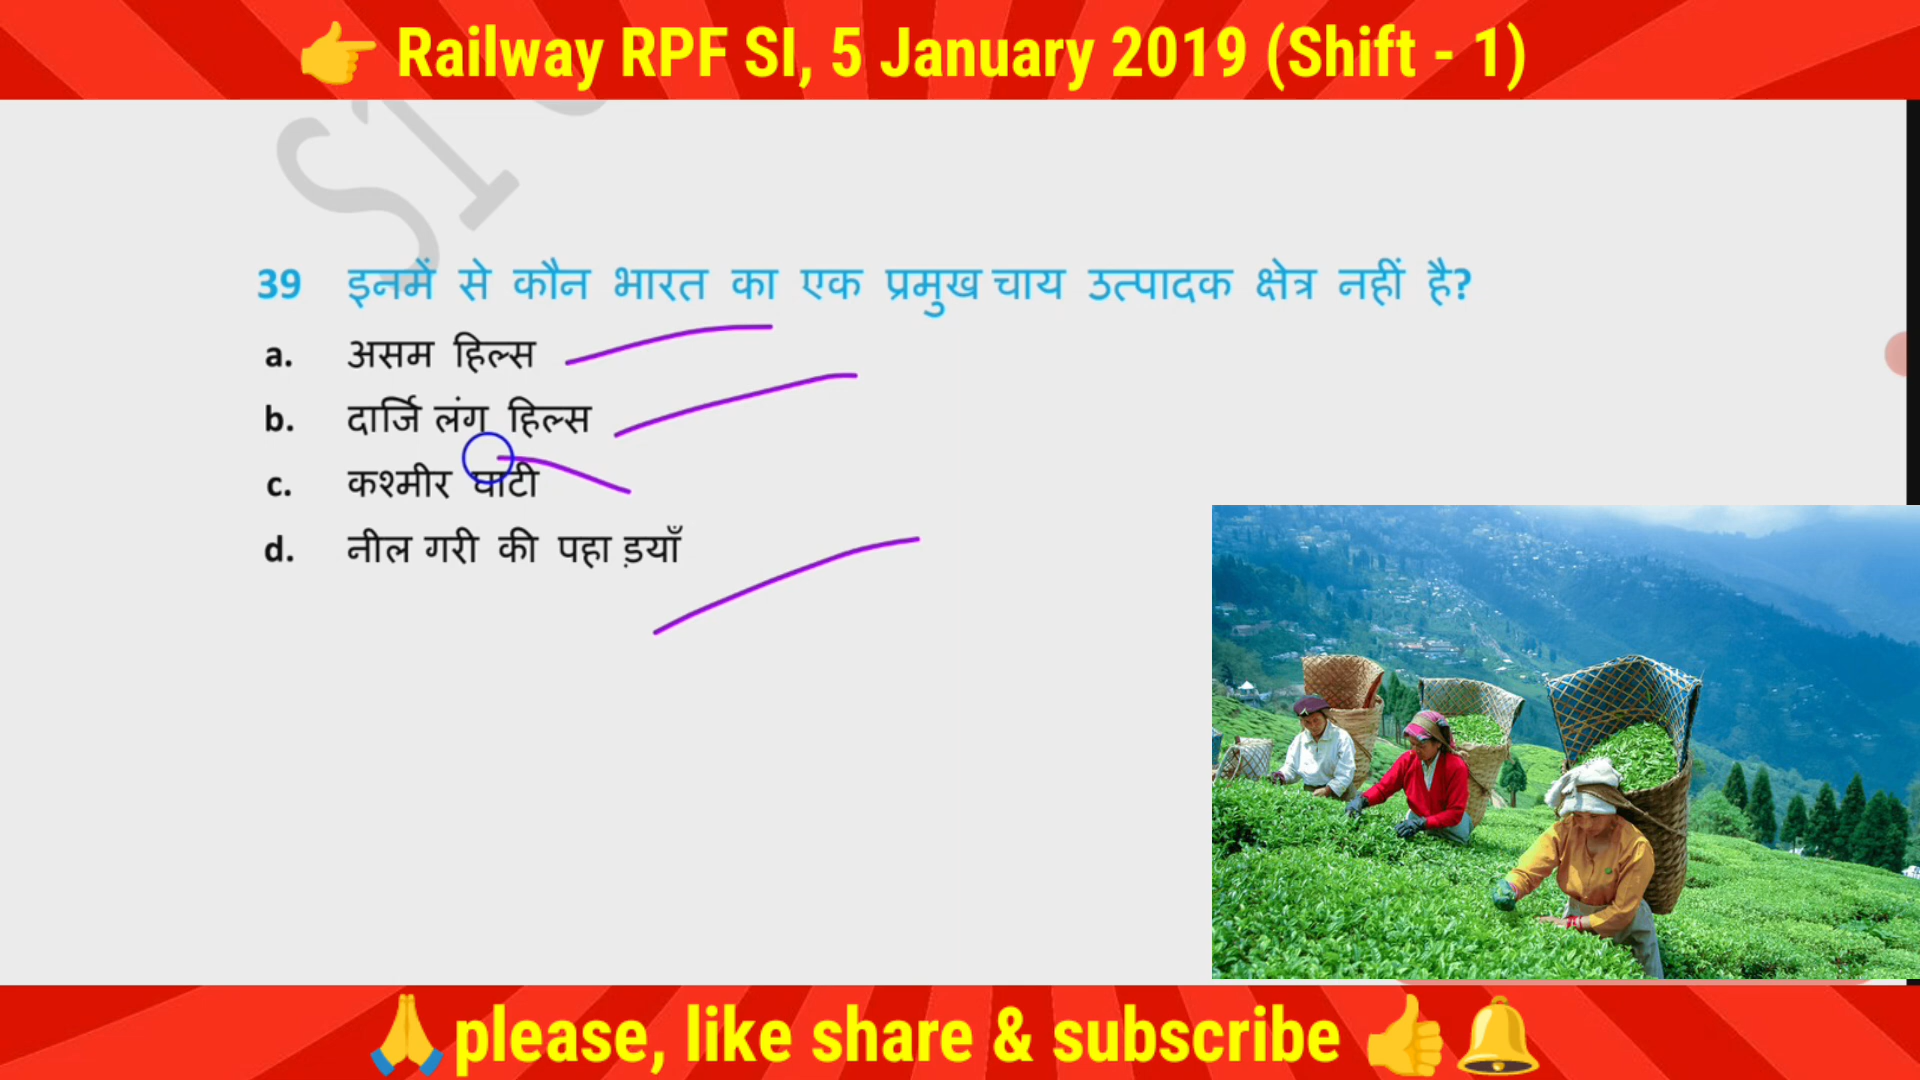 👉 Railway RPF SI, 5 January 2019 (Shift - 1)
39 इनमें से कौन भारत का एक प्रमुख चाय उत्पादक क्षेत्र नहीं है?
a. असम हिल्स
b. दार्जि लंग हिल्स
c. कश्मीर घाटी
d. नील गरी की पहा ड़याँ
🙏please, like share & subscribe 👍🔔